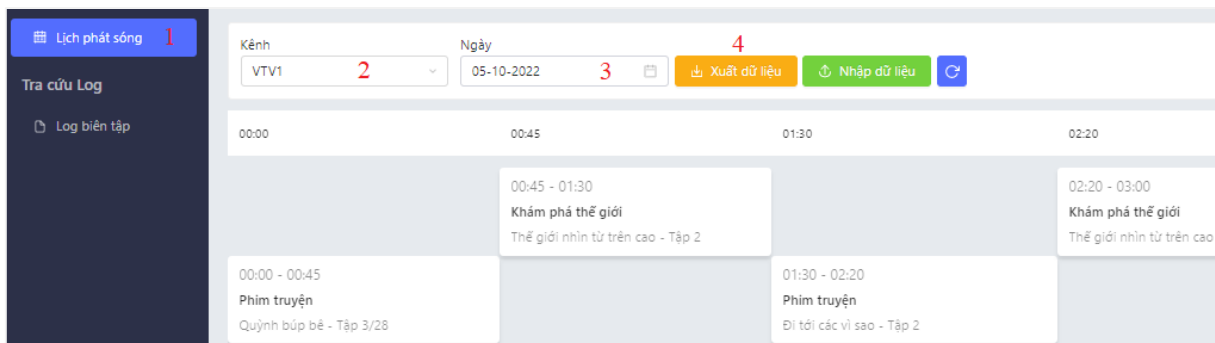 Lịch phát sóng 1
Tra cứu Log
Log biên tập
Kênh
VTV1 2
Ngày
05-10-2022 3
4
Xuất dữ liệu
Nhập dữ liệu
00:00 00:45 01:30 02:20
00:45 - 01:30
Khám phá thế giới
Thế giới nhìn từ trên cao - Tập 2
02:20 - 03:00
Khám phá thế giới
Thế giới nhìn từ trên cao
00:00 - 00:45
Phim truyện
Quỳnh búp bê - Tập 3/28
01:30 - 02:20
Phim truyện
Đi tới các vì sao - Tập 2